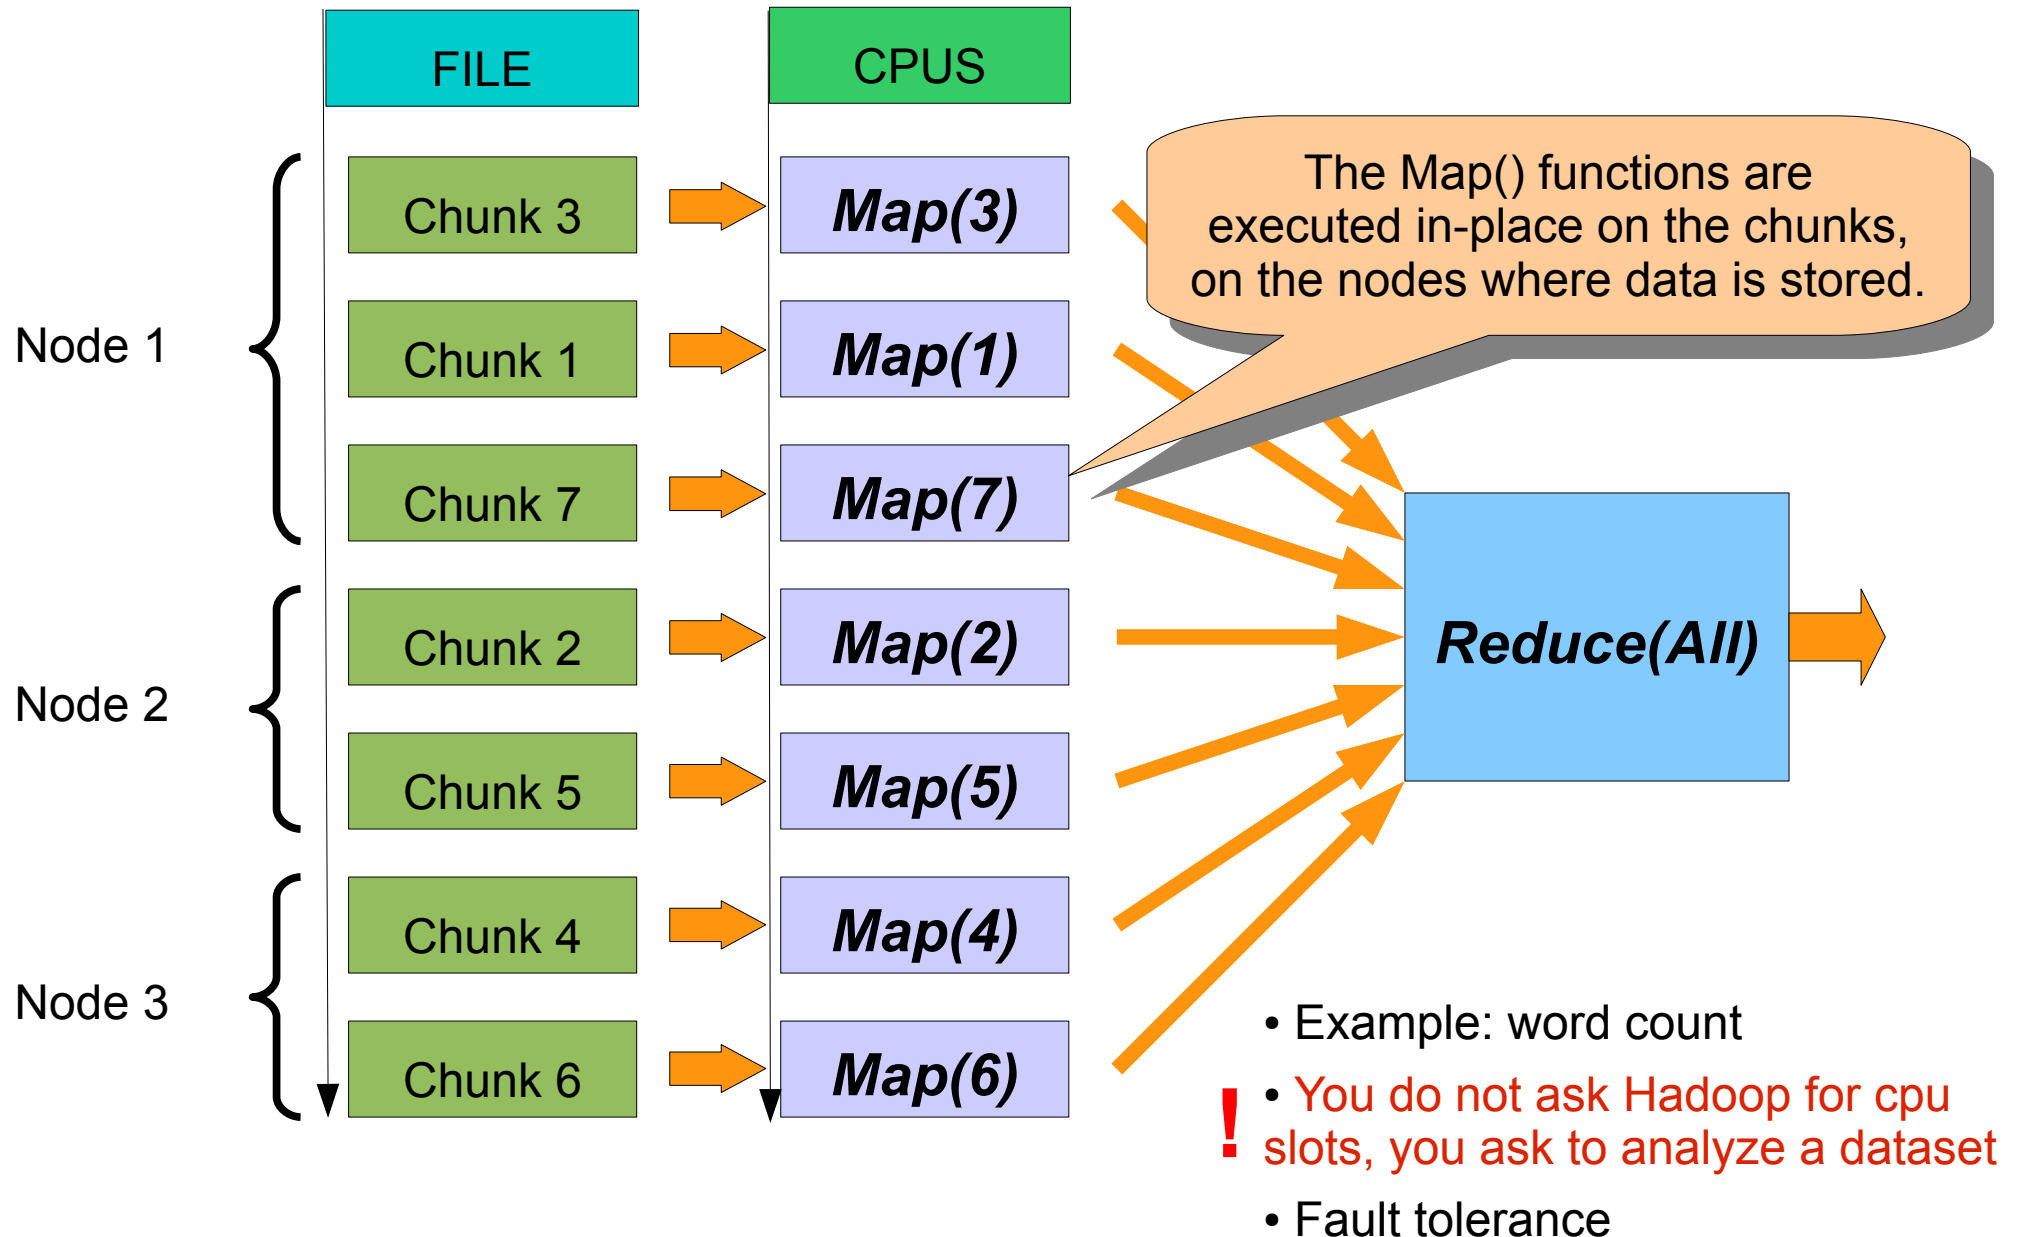 FILE
CPUS
Node 1
Chunk 3
Map(3)
Chunk 1
Map(1)
Chunk 7
Map(7)
The Map() functions are
executed in-place on the chunks,
on the nodes where data is stored.
Node 2
Chunk 2
Map(2)
Chunk 5
Map(5)
Reduce(All)
Node 3
Chunk 4
Map(4)
Chunk 6
Map(6)
• Example: word count
! • You do not ask Hadoop for cpu
slots, you ask to analyze a dataset
• Fault tolerance